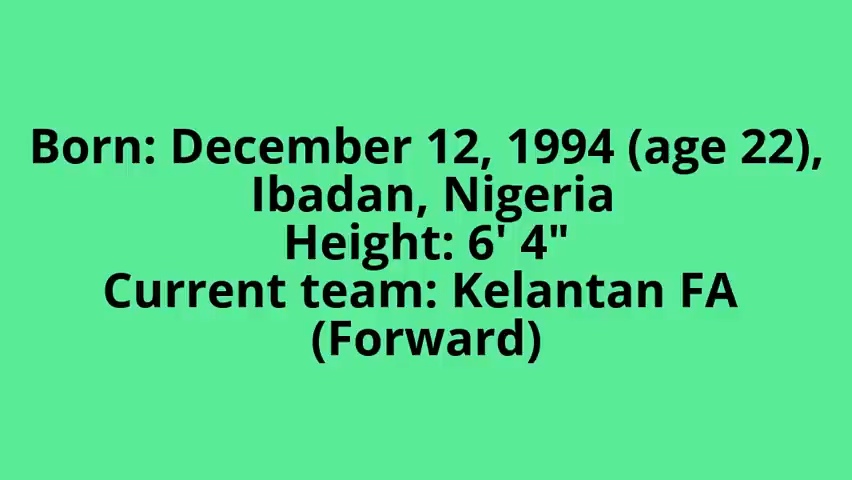 Born: December 12, 1994 (age 22),
Ibadan, Nigeria
Height: 6' 4"
Current team: Kelantan FA
(Forward)